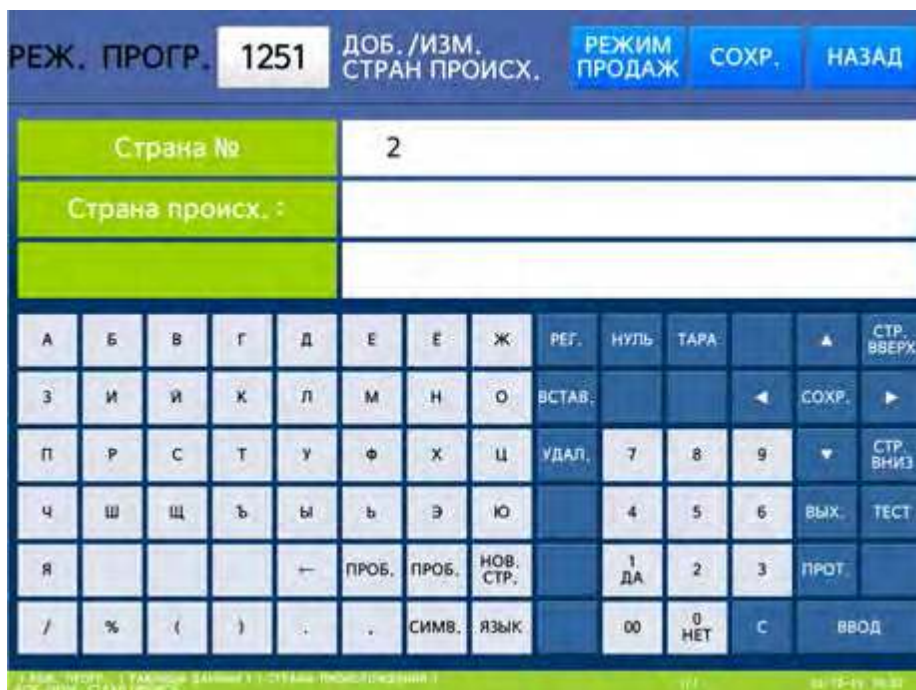 РЕЖ. ПРОГР. 1251 ДОБ./ИЗМ. СТРАН ПРОИСХ. РЕЖИМ ПРОДАЖ СОХР. НАЗАД
Страна № 2
Страна происх. :
А Б В Г Д Е Ё Ж РЕГ. НУЛЬ ТАРА ▲ СТР. ВВЕРХ
З И Й К Л М Н О ВСТАВ. ◀ СОХР. ▶
П Р С Т У Ф Х Ц УДАЛ. 7 8 9 ▼ СТР. ВНИЗ
Ч Ш Щ Ъ Ы Ь Э Ю 4 5 6 ВЫХ. ТЕСТ
Я ← ПРОБ. ПРОБ. НОВ. СТР. 1 ДА 2 3 ПРОТ.
/ % ( ) . СИМВ. ЯЗЫК 00 0 НЕТ С ВВОД